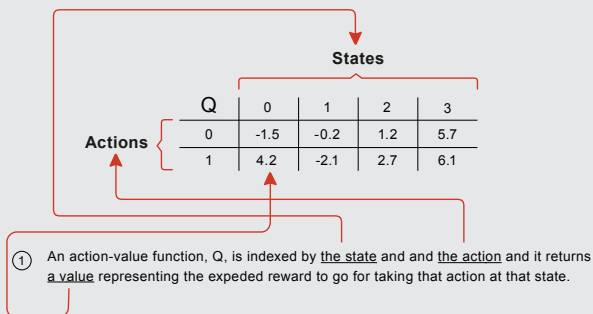 States
Q 0 1 2 3
Actions
0 -1.5 -0.2 1.2 5.7
1 4.2 -2.1 2.7 6.1
1 An action-value function, Q, is indexed by the state and and the action and it returns
a value representing the expeded reward to go for taking that action at that state.